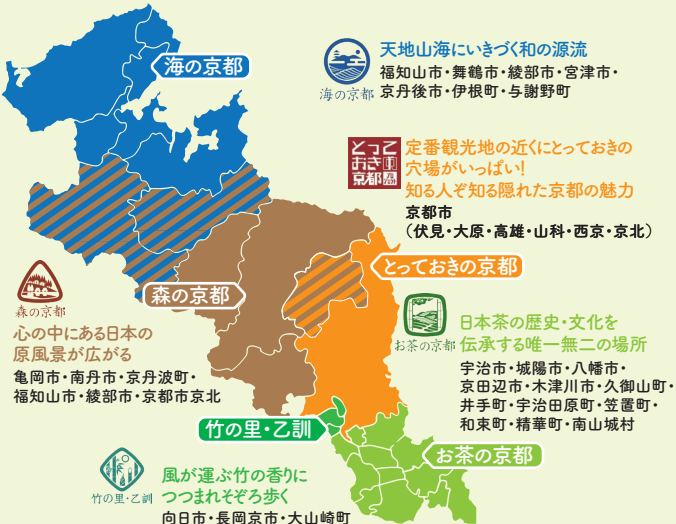 海の京都
海の京都
天地山海にいきづく和の源流
福知山市・舞鶴市・綾部市・宮津市・
京丹後市・伊根町・与謝野町
とって
おき
京都
定番観光地の近くにとっておきの
穴場がいっぱい!
知る人ぞ知る隠れた京都の魅力
京都市
(伏見・大原・高雄・山科・西京・京北)
とっておきの京都
森の京都
森の京都
心の中にある日本の
原風景が広がる
亀岡市・南丹市・京丹波町・
福知山市・綾部市・京都市京北
お茶の京都
日本茶の歴史・文化を
伝承する唯一無二の場所
宇治市・城陽市・八幡市・
京田辺市・木津川市・久御山町・
井手町・宇治田原町・笠置町・
和束町・精華町・南山城村
お茶の京都
竹の里・乙訓
竹の里・乙訓
風が運ぶ竹の香りに
つつまれそぞろ歩く
向日市・長岡京市・大山崎町